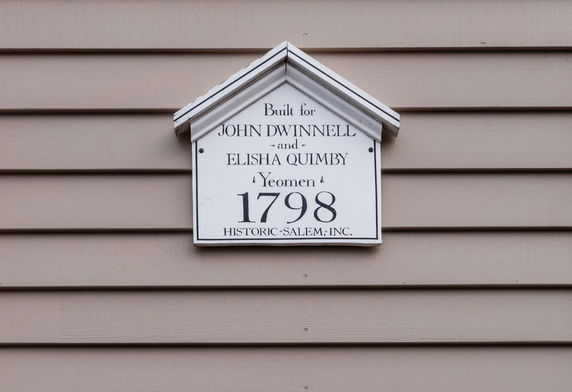 Built for
JOHN DWINNELL
- and -
ELISHA QUIMBY
Yeomen
1798
HISTORIC SALEM, INC.